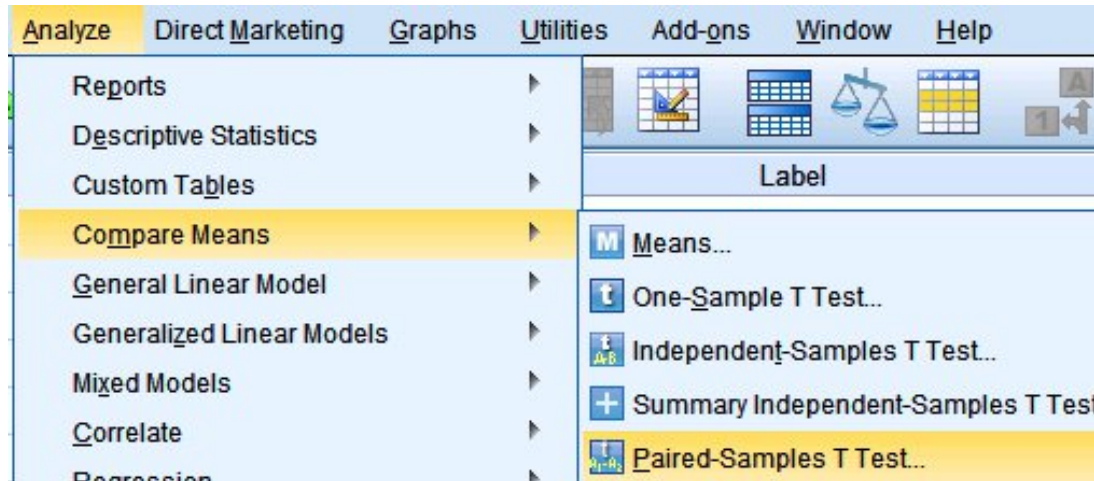 Analyze Direct Marketing Graphs Utilities Add-ons Window Help
Reports
Descriptive Statistics
Custom Tables
Label
Compare Means
Means...
General Linear Model
One-Sample T Test...
Generalized Linear Models
Independent-Samples T Test...
Mixed Models
Summary Independent-Samples T Test
Correlate
Paired-Samples T Test...
Regression